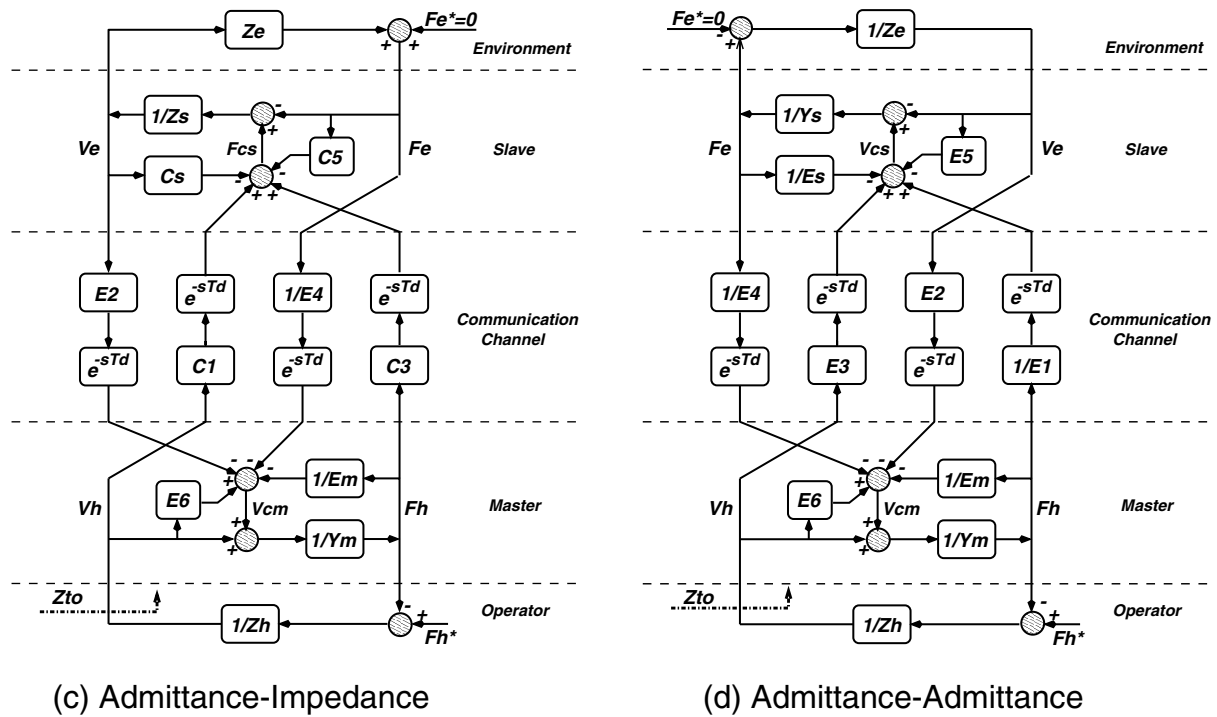 Ze
Fe*=0
+
+
Environment
1/Zs
-
+
Fcs
C5
Ve
Fe
Slave
Cs
-
-
+ +
E2
e-sTd
1/E4
e-sTd
Communication
Channel
e-sTd
C1
e-sTd
C3
- -
+
-
1/Em
E6
Vh
Vcm
Fh
Master
+
+
1/Ym
Zto
-
+
Operator
1/Zh
Fh*
(c) Admittance-Impedance
Fe*=0
-
+
1/Ze
Environment
1/Ys
-
+
Vcs
E5
Fe
Ve
Slave
1/Es
-
-
+ +
1/E4
e-sTd
E2
e-sTd
Communication
Channel
e-sTd
E3
e-sTd
1/E1
- -
+
-
1/Em
E6
Vh
Vcm
Fh
Master
+
+
1/Ym
Zto
-
+
Operator
1/Zh
Fh*
(d) Admittance-Admittance